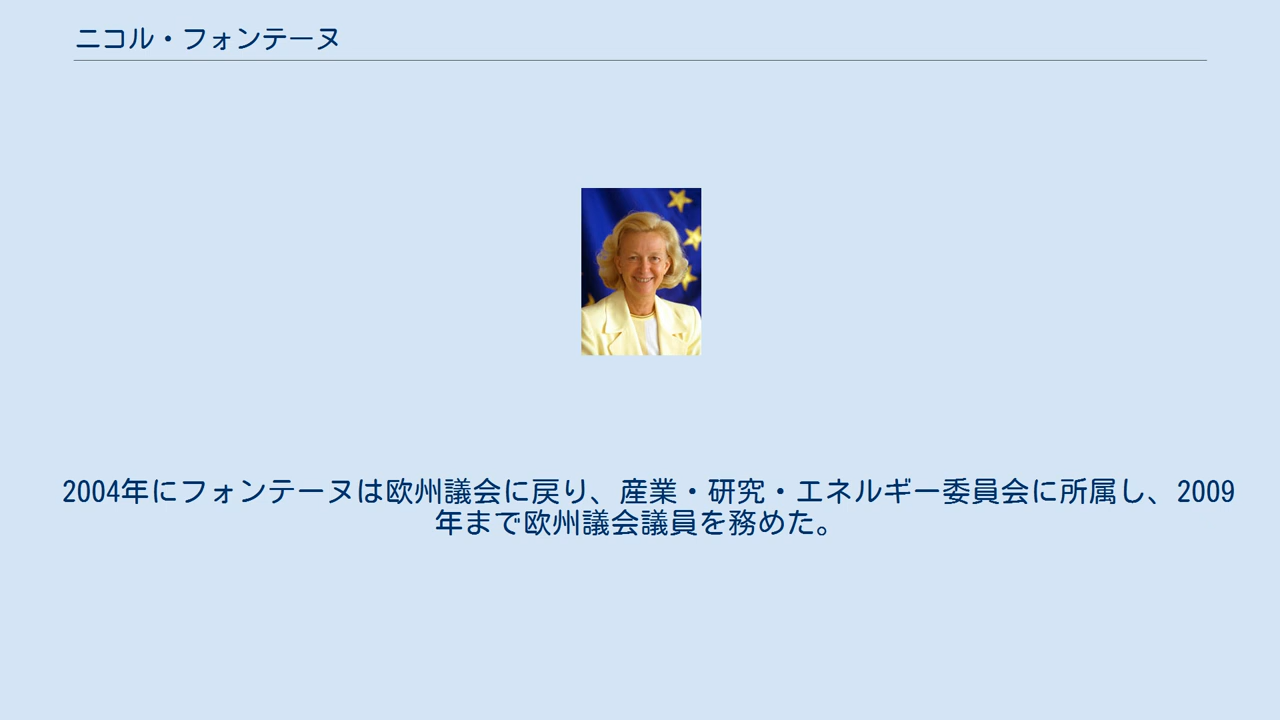 ニコル・フォンテーヌ
2004年にフォンテーヌは欧州議会に戻り、産業・研究・エネルギー委員会に所属し、2009
年まで欧州議会議員を務めた。